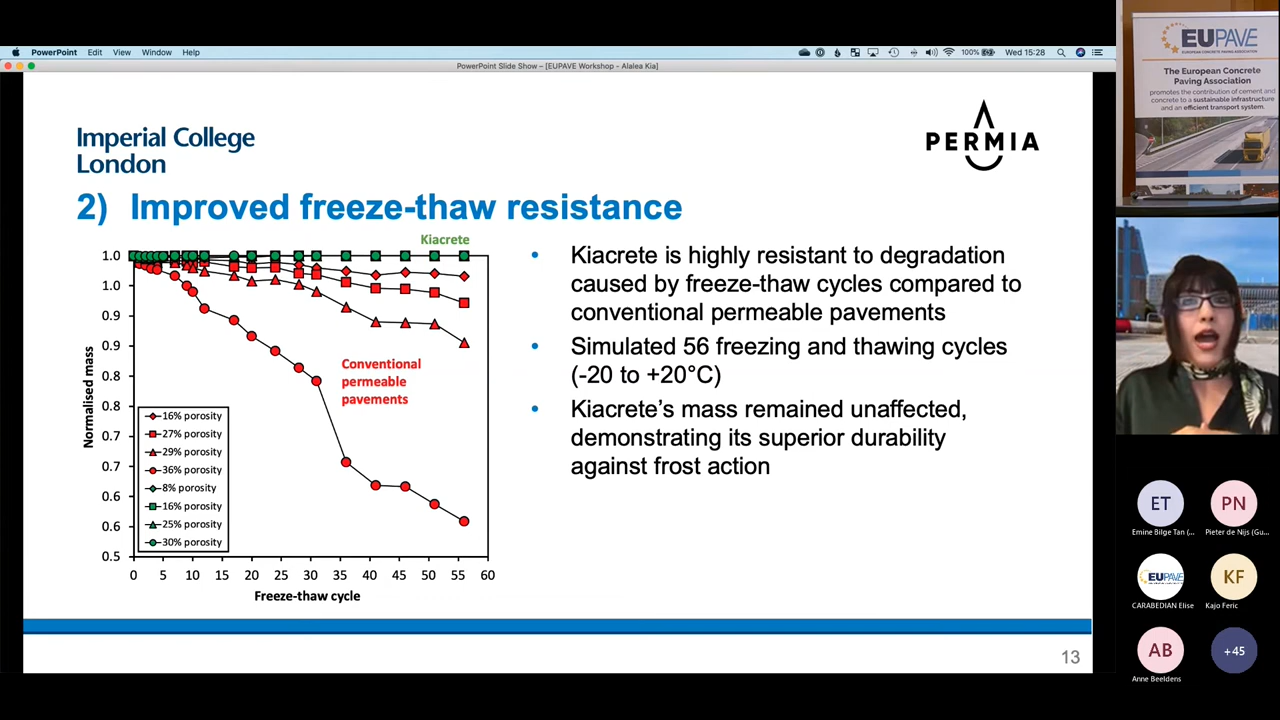 PowerPoint Edit View Window Help
100% Wed 15:28
PowerPoint Slide Show – [EUPAVE Workshop - Alalea Kia]
Imperial College
London
PERMIA
2) Improved freeze-thaw resistance
Kiacrete
1.0
1.0
0.9
0.9
0.8
0.8
0.7
0.7
0.6
0.6
0.5
Normalised mass
Conventional
permeable
pavements
16% porosity
27% porosity
29% porosity
36% porosity
8% porosity
16% porosity
25% porosity
30% porosity
0 5 10 15 20 25 30 35 40 45 50 55 60
Freeze-thaw cycle
• Kiacrete is highly resistant to degradation
caused by freeze-thaw cycles compared to
conventional permeable pavements
• Simulated 56 freezing and thawing cycles
(-20 to +20°C)
• Kiacrete’s mass remained unaffected,
demonstrating its superior durability
against frost action
13
EUPAVE
EUROPEAN CONCRETE PAVING ASSOCIATION
The European Concrete
Paving Association
promotes the contribution of cement and
concrete to a sustainable infrastructure
and an efficient transport system.
ET
Emine Bilge Tan (...
PN
Pieter de Nijs (Gu...
EUPAVE
CARABEDIAN Elise
KF
Kajo Feric
AB
Anne Beeldens
+45